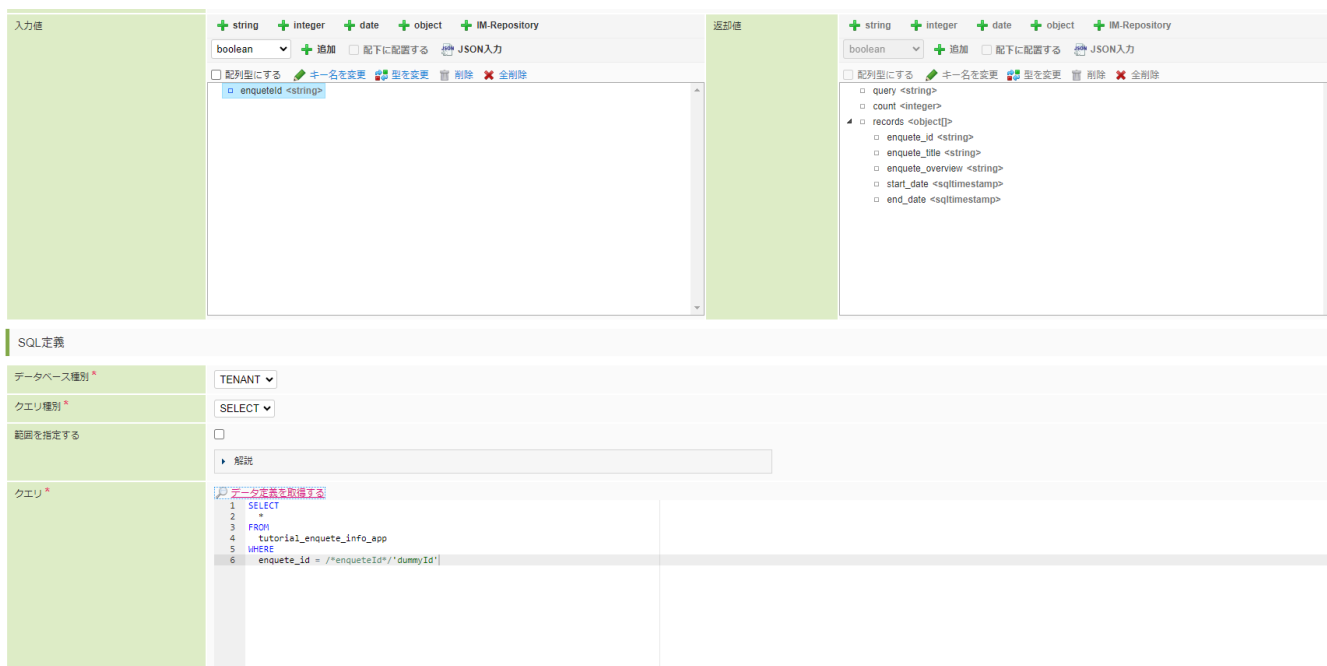 入力値
string integer date object IM-Repository
boolean 追加 配下に配置する JSON入力
配列型にする キー名を変更 型を変更 削除 全削除
enqueteId <string>
返却値
string integer date object IM-Repository
boolean 追加 配下に配置する JSON入力
配列型にする キー名を変更 型を変更 削除 全削除
query <string>
count <integer>
records <object[]>
enquete_id <string>
enquete_title <string>
enquete_overview <string>
start_date <sqltimestamp>
end_date <sqltimestamp>
SQL定義
データベース種別 *
TENANT
クエリ種別 *
SELECT
範囲を指定する
解説
クエリ *
データ定義を取得する
1 SELECT
2 *
3 FROM
4 tutorial_enquete_info_app
5 WHERE
6 enquete_id = /*enqueteId*/'dummyId'